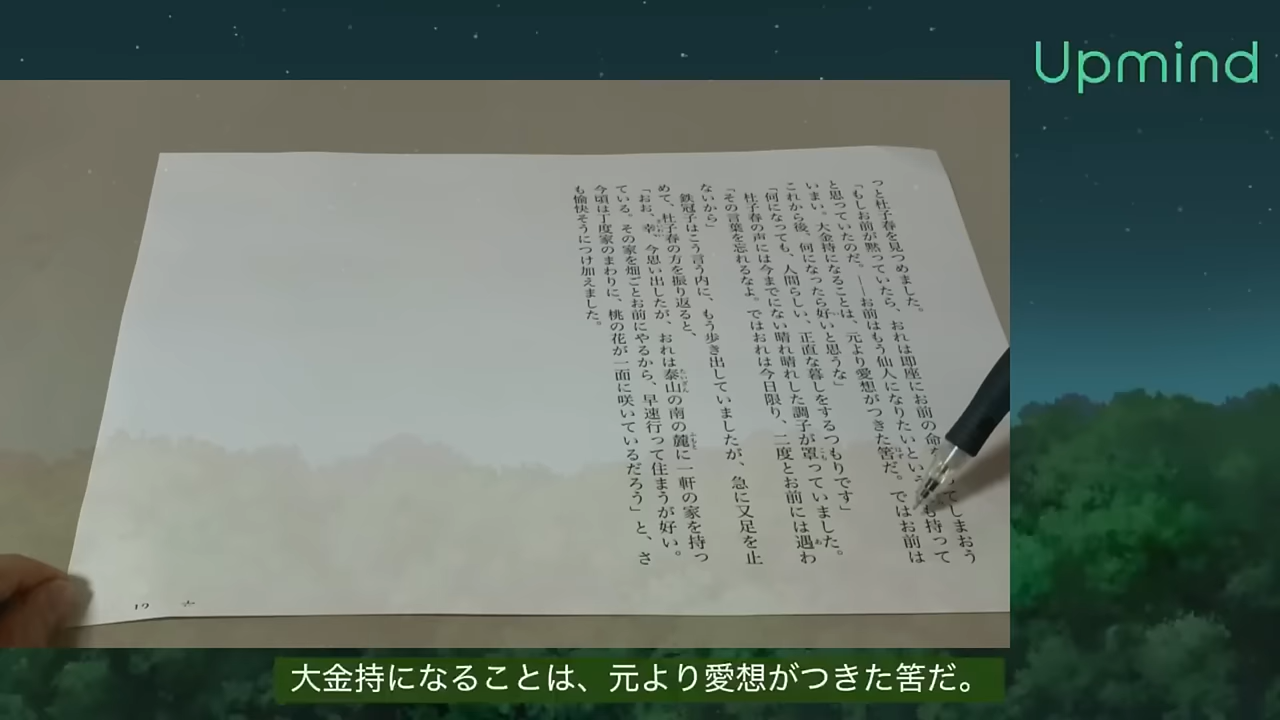 Upmind
つと杜子春を見つめました。
「もしお前が黙っていたら、おれは即座にお前の命を
てしまおう
と思っていたのだ。――お前はもう仙人になりたいという
も持って
いまい。大金持になることは、元より愛想がつきた筈だ。ではお前は
これから後、何になったら好いと思うな」
「何になっても、人間らしい、正直な暮しをするつもりです」
杜子春の声には今までにない晴れ晴れした調子が罩っていました。
「その言葉を忘れるなよ。ではおれは今日限り、二度とお前には遇わ
ないから」
鉄冠子はこう言う内に、もう歩き出していましたが、急に又足を止
めて、杜子春の方を振り返ると、
「おお、幸、今思い出したが、おれは泰山の南の麓に一軒の家を持っ
ている。その家を畑ごとお前にやるから、早速行って住まうが好い。
今頃は丁度家のまわりに、桃の花が一面に咲いているだろう」と、さ
も愉快そうにつけ加えました。
大金持になることは、元より愛想がつきた筈だ。